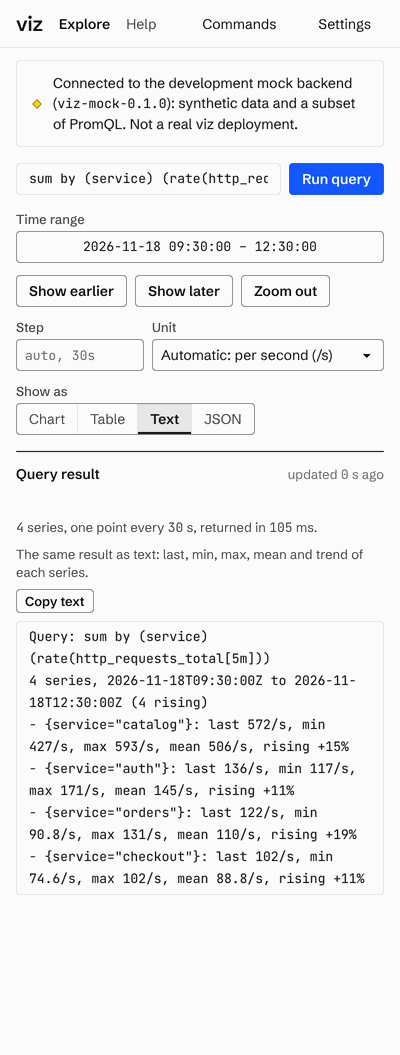 viz Explore Help Commands Settings
Connected to the development mock backend
(viz-mock-0.1.0): synthetic data and a subset
of PromQL. Not a real viz deployment.
sum by (service) (rate(http_rec Run query
Time range
2026-11-18 09:30:00 – 12:30:00
Show earlier Show later Zoom out
Step Unit
auto, 30s Automatic: per second (/s)
Show as
Chart Table Text JSON
Query result updated 0 s ago
4 series, one point every 30 s, returned in 105 ms.
The same result as text: last, min, max, mean and trend of
each series.
Copy text
Query: sum by (service)
(rate(http_requests_total[5m]))
4 series, 2026-11-18T09:30:00Z to 2026-11-
18T12:30:00Z (4 rising)
- {service="catalog"}: last 572/s, min
427/s, max 593/s, mean 506/s, rising +15%
- {service="auth"}: last 136/s, min 117/s,
max 171/s, mean 145/s, rising +11%
- {service="orders"}: last 122/s, min
90.8/s, max 131/s, mean 110/s, rising +19%
- {service="checkout"}: last 102/s, min
74.6/s, max 102/s, mean 88.8/s, rising +11%